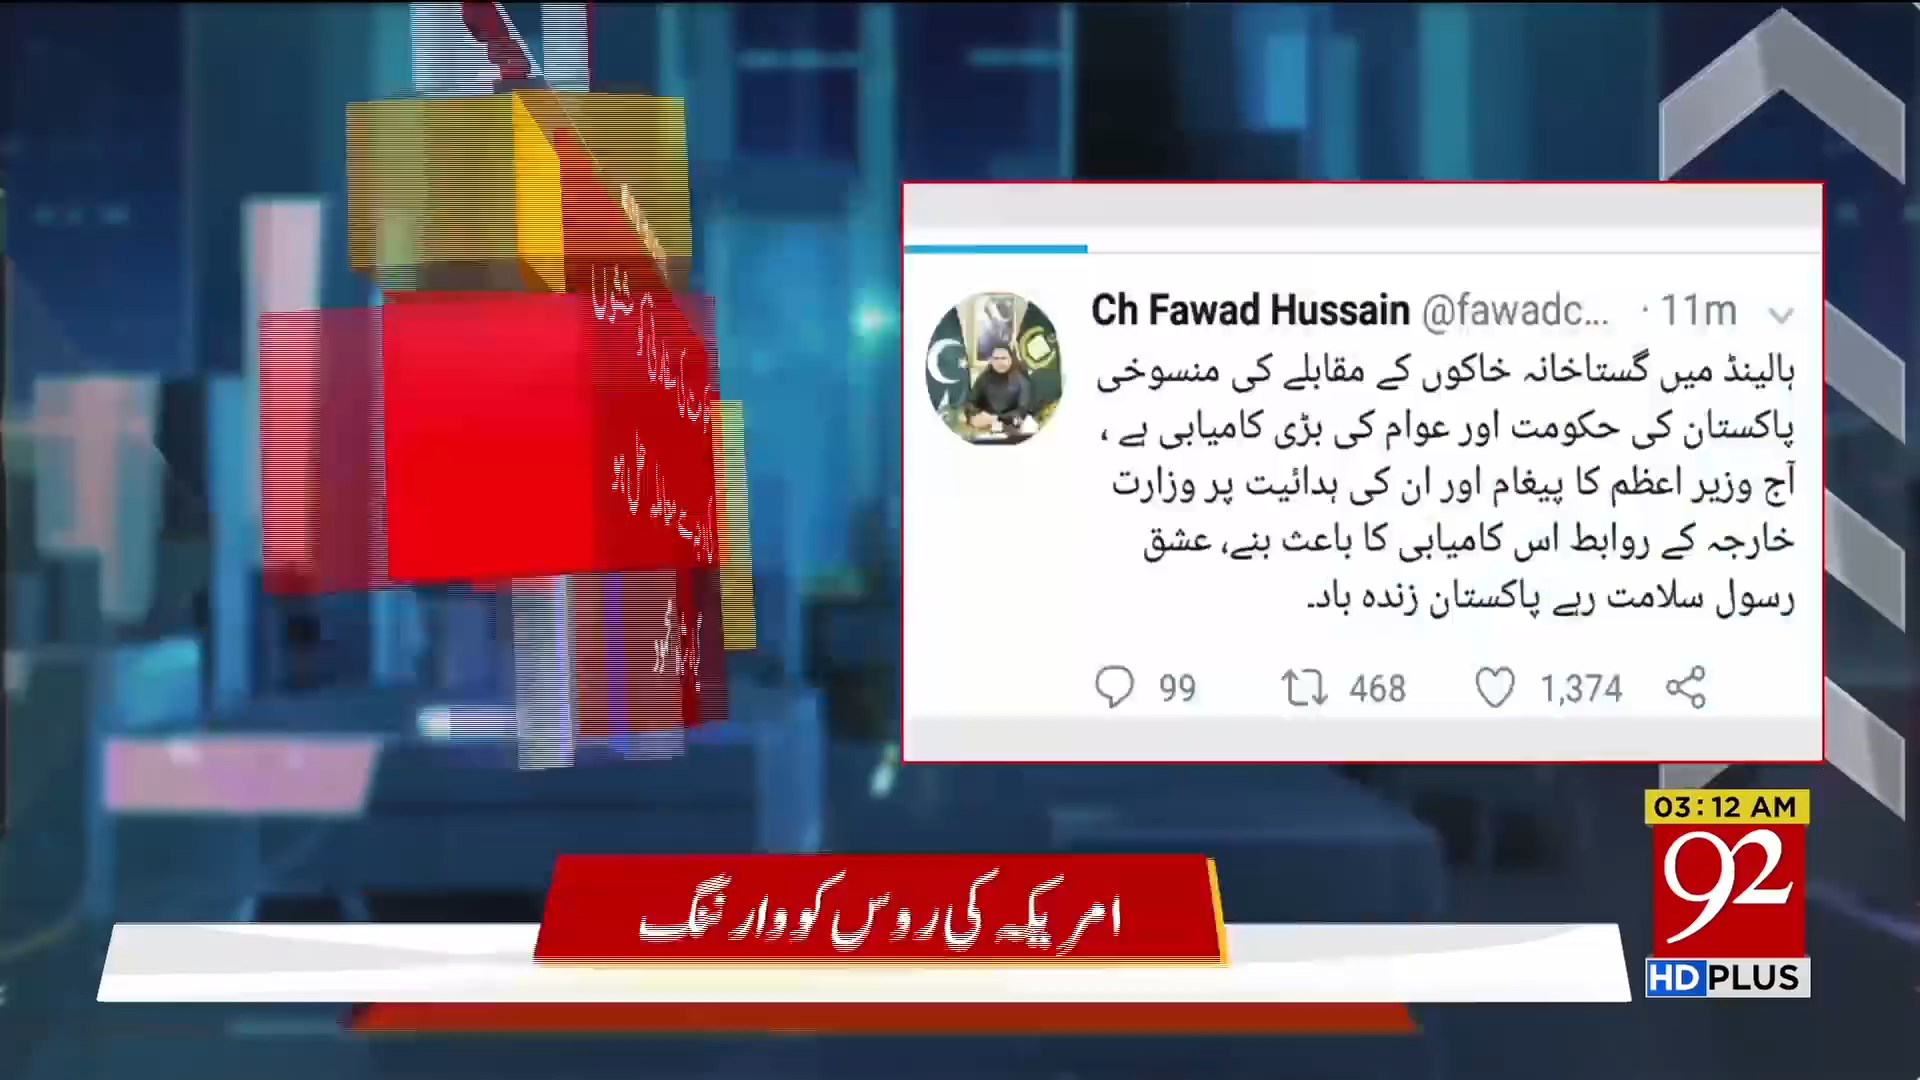 Ch Fawad Hussain @fawadc... · 11m
ہالینڈ میں گستاخانہ خاکوں کے مقابلے کی منسوخی
پاکستان کی حکومت اور عوام کی بڑی کامیابی ہے ،
آج وزیر اعظم کا پیغام اور ان کی ہدائیت پر وزارت
خارجہ کے روابط اس کامیابی کا باعث بنے، عشق
رسول سلامت رہے پاکستان زندہ باد۔
99 468 1,374
03:12 AM
92
HD PLUS
امریکہ کی روس کو وارننگ